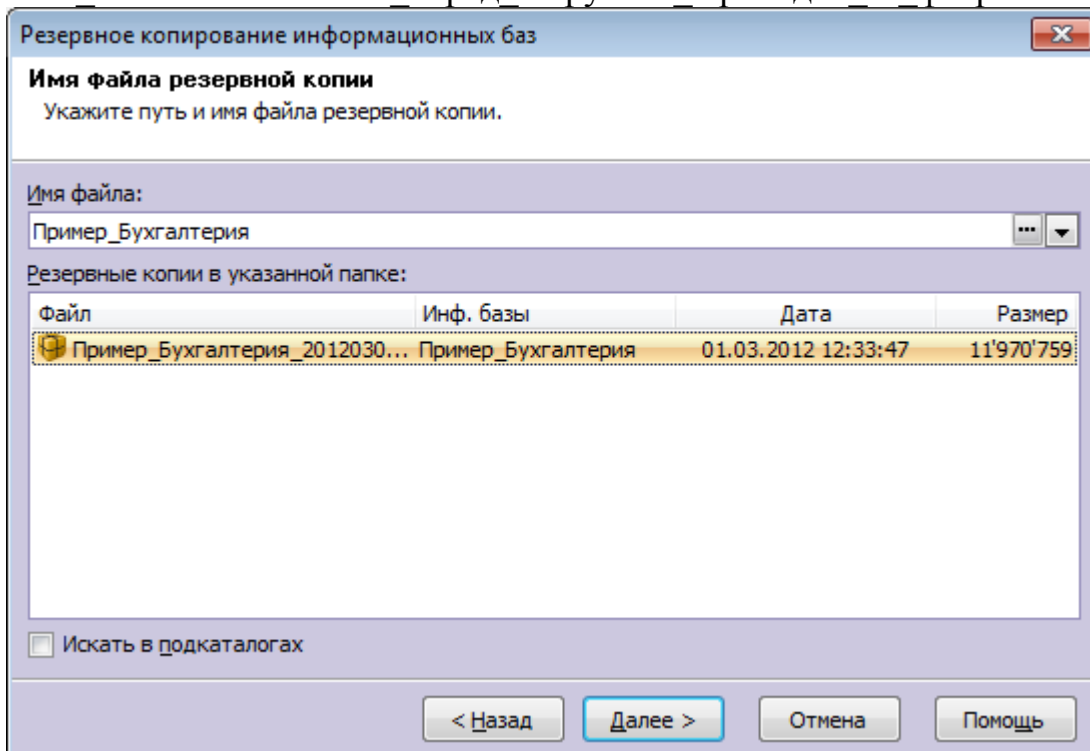 Резервное копирование информационных баз
Имя файла резервной копии
Укажите путь и имя файла резервной копии.
Имя файла:
Пример_Бухгалтерия
Резервные копии в указанной папке:
Файл Инф. базы Дата Размер
Пример_Бухгалтерия_2012030... Пример_Бухгалтерия 01.03.2012 12:33:47 11'970'759
Искать в подкаталогах
< Назад Далее > Отмена Помощь